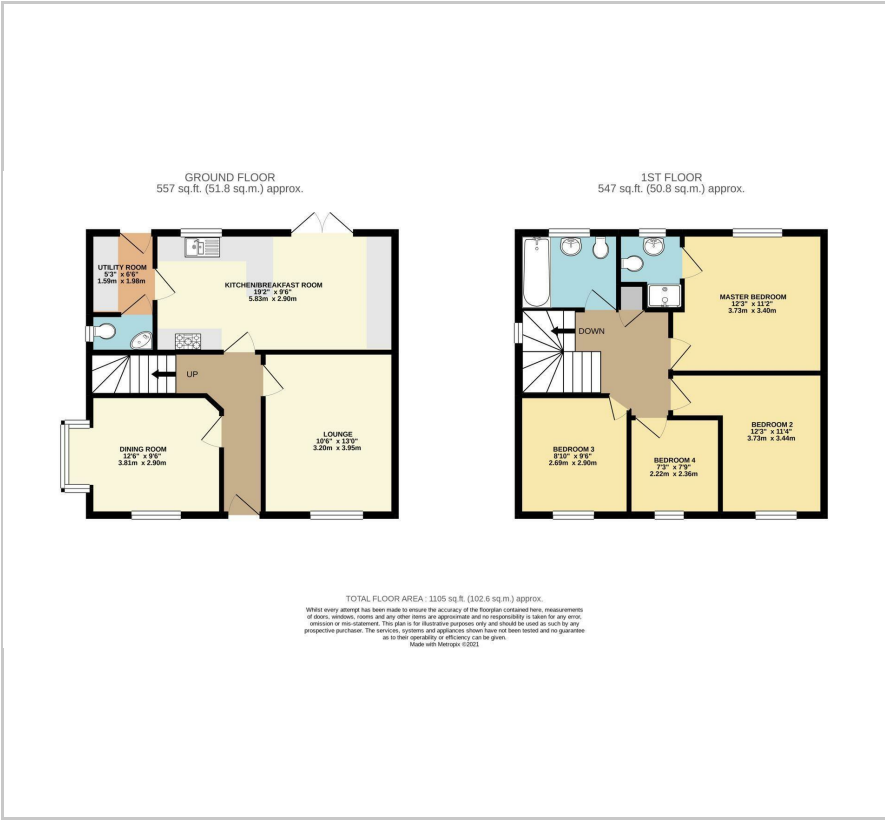 GROUND FLOOR
557 sq.ft. (51.8 sq.m.) approx.
UTILITY ROOM
5'3" x 6'6"
1.59m x 1.98m
KITCHEN/BREAKFAST ROOM
19'2" x 9'6"
5.83m x 2.90m
UP
LOUNGE
10'6" x 13'0"
3.20m x 3.95m
DINING ROOM
12'6" x 9'6"
3.81m x 2.90m
1ST FLOOR
547 sq.ft. (50.8 sq.m.) approx.
MASTER BEDROOM
12'3" x 11'2"
3.73m x 3.40m
DOWN
BEDROOM 2
12'3" x 11'4"
3.73m x 3.44m
BEDROOM 3
8'10" x 9'6"
2.69m x 2.90m
BEDROOM 4
7'3" x 7'9"
2.22m x 2.36m
TOTAL FLOOR AREA : 1105 sq.ft. (102.6 sq.m.) approx.
Whilst every attempt has been made to ensure the accuracy of the floorplan contained here, measurements
of doors, windows, rooms and any other items are approximate and no responsibility is taken for any error,
omission or mis-statement. This plan is for illustrative purposes only and should be used as such by any
prospective purchaser. The services, systems and appliances shown have not been tested and no guarantee
as to their operability or efficiency can be given.
Made with Metropix ©2021